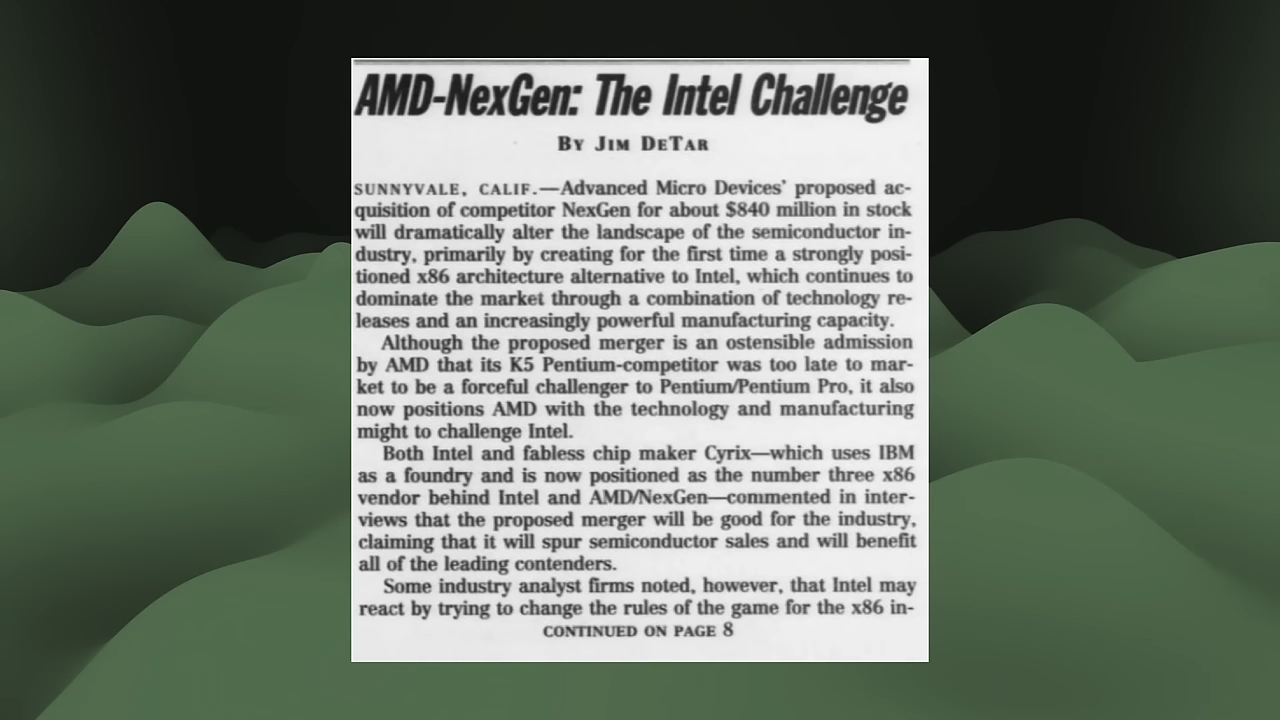 AMD-NexGen: The Intel Challenge
BY JIM DETAR
SUNNYVALE, CALIF.—Advanced Micro Devices' proposed ac-
quisition of competitor NexGen for about $840 million in stock
will dramatically alter the landscape of the semiconductor in-
dustry, primarily by creating for the first time a strongly posi-
tioned x86 architecture alternative to Intel, which continues to
dominate the market through a combination of technology re-
leases and an increasingly powerful manufacturing capacity.
Although the proposed merger is an ostensible admission
by AMD that its K5 Pentium-competitor was too late to mar-
ket to be a forceful challenger to Pentium/Pentium Pro, it also
now positions AMD with the technology and manufacturing
might to challenge Intel.
Both Intel and fabless chip maker Cyrix—which uses IBM
as a foundry and is now positioned as the number three x86
vendor behind Intel and AMD/NexGen—commented in inter-
views that the proposed merger will be good for the industry,
claiming that it will spur semiconductor sales and will benefit
all of the leading contenders.
Some industry analyst firms noted, however, that Intel may
react by trying to change the rules of the game for the x86 in-
CONTINUED ON PAGE 8